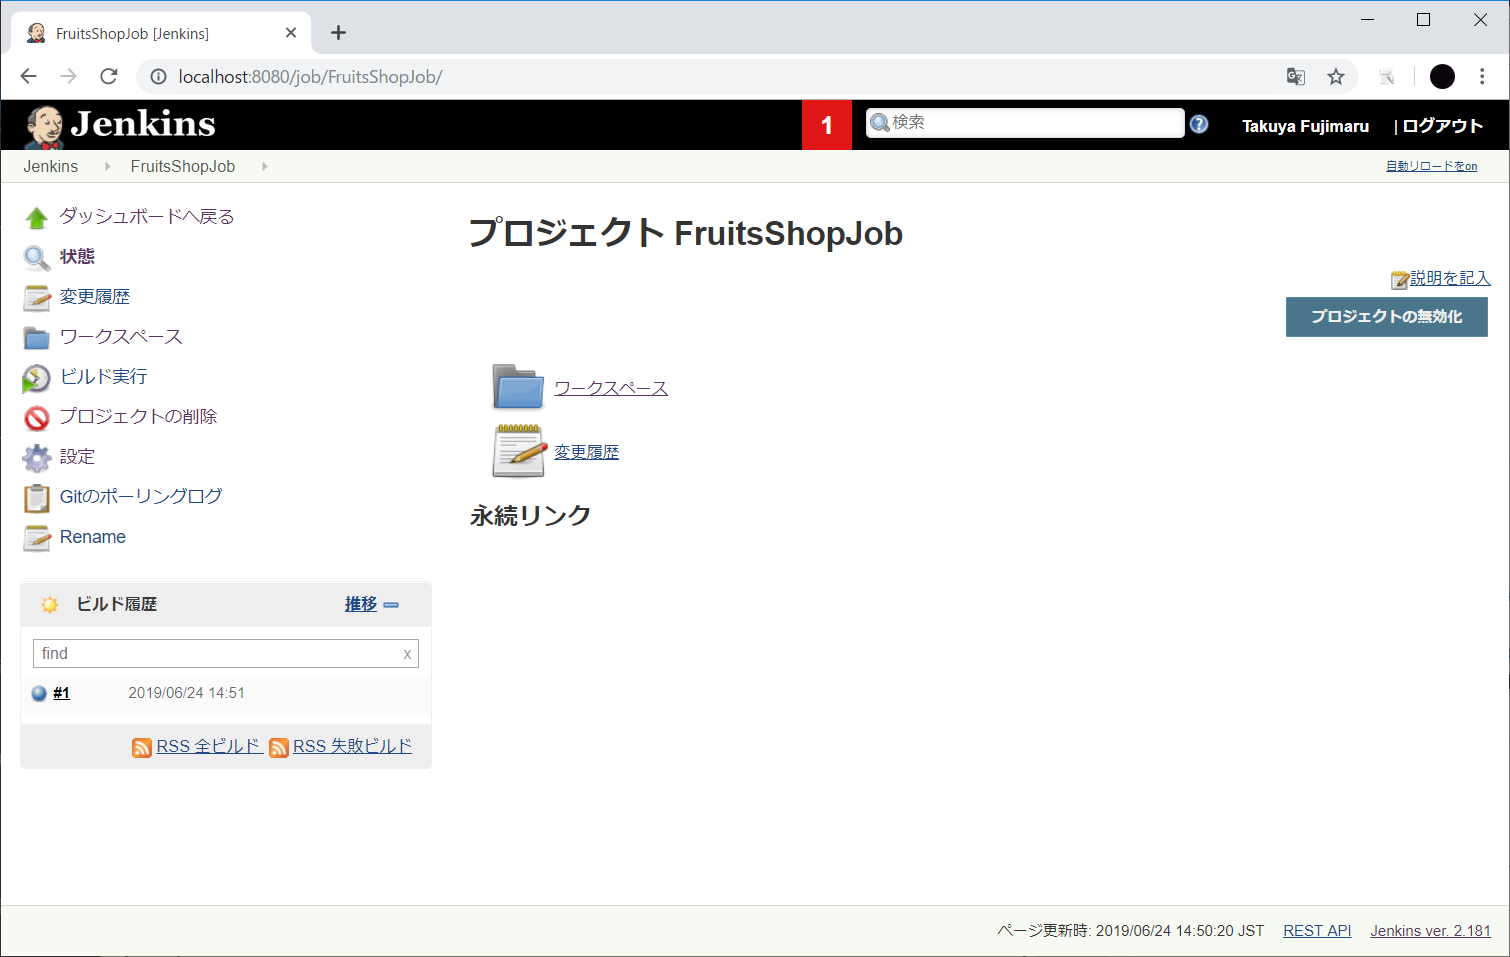 FruitsShopJob [Jenkins]
localhost:8080/job/FruitsShopJob/
Jenkins
1
検索
Takuya Fujimaru
| ログアウト
Jenkins
FruitsShopJob
自動リロードをon
ダッシュボードへ戻る
状態
変更履歴
ワークスペース
ビルド実行
プロジェクトの削除
設定
Gitのポーリングログ
Rename
ビルド履歴
推移
find
x
#1
2019/06/24 14:51
RSS 全ビルド
RSS 失敗ビルド
プロジェクト FruitsShopJob
説明を記入
プロジェクトの無効化
ワークスペース
変更履歴
永続リンク
ページ更新時: 2019/06/24 14:50:20 JST
REST API
Jenkins ver. 2.181